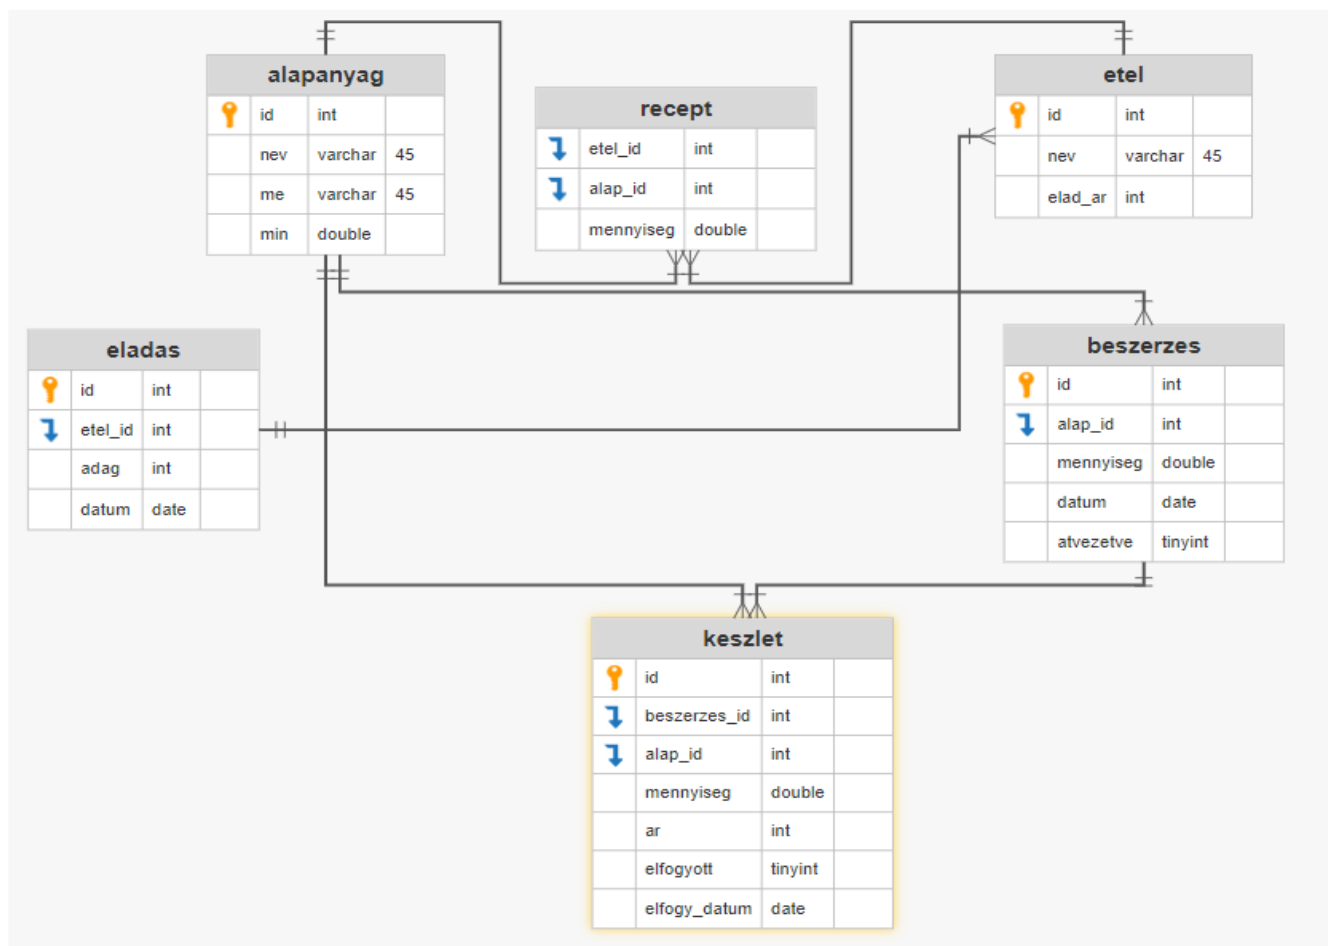 alapanyag
id int
nev varchar 45
me varchar 45
min double
recept
etel_id int
alap_id int
mennyiseg double
etel
id int
nev varchar 45
elad_ar int
eladas
id int
etel_id int
adag int
datum date
beszerzes
id int
alap_id int
mennyiseg double
datum date
atvezetve tinyint
keszlet
id int
beszerzes_id int
alap_id int
mennyiseg double
ar int
elfogyott tinyint
elfogy_datum date